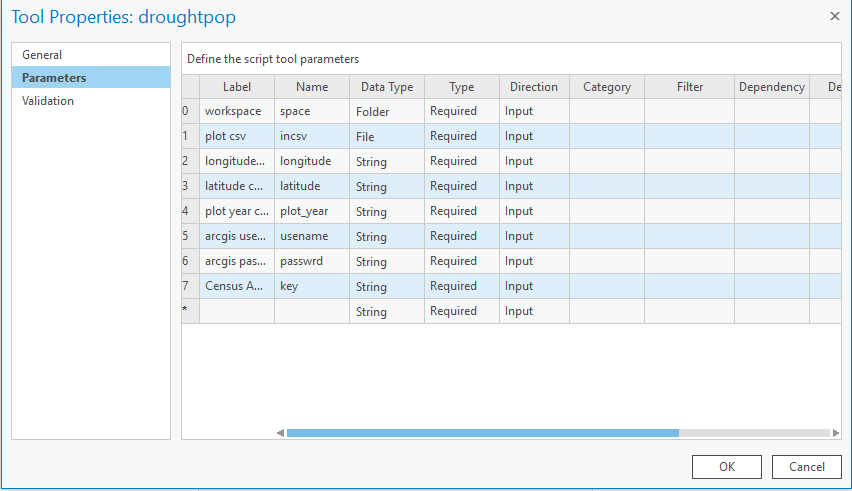 Tool Properties: droughtpop
General
Parameters
Validation
Define the script tool parameters
Label Name Data Type Type Direction Category Filter Dependency De
0 workspace space Folder Required Input
1 plot csv incsv File Required Input
2 longitude... longitude String Required Input
3 latitude c... latitude String Required Input
4 plot year c... plot_year String Required Input
5 arcgis use... usename String Required Input
6 arcgis pas... passwrd String Required Input
7 Census A... key String Required Input
* String Required Input
OK Cancel